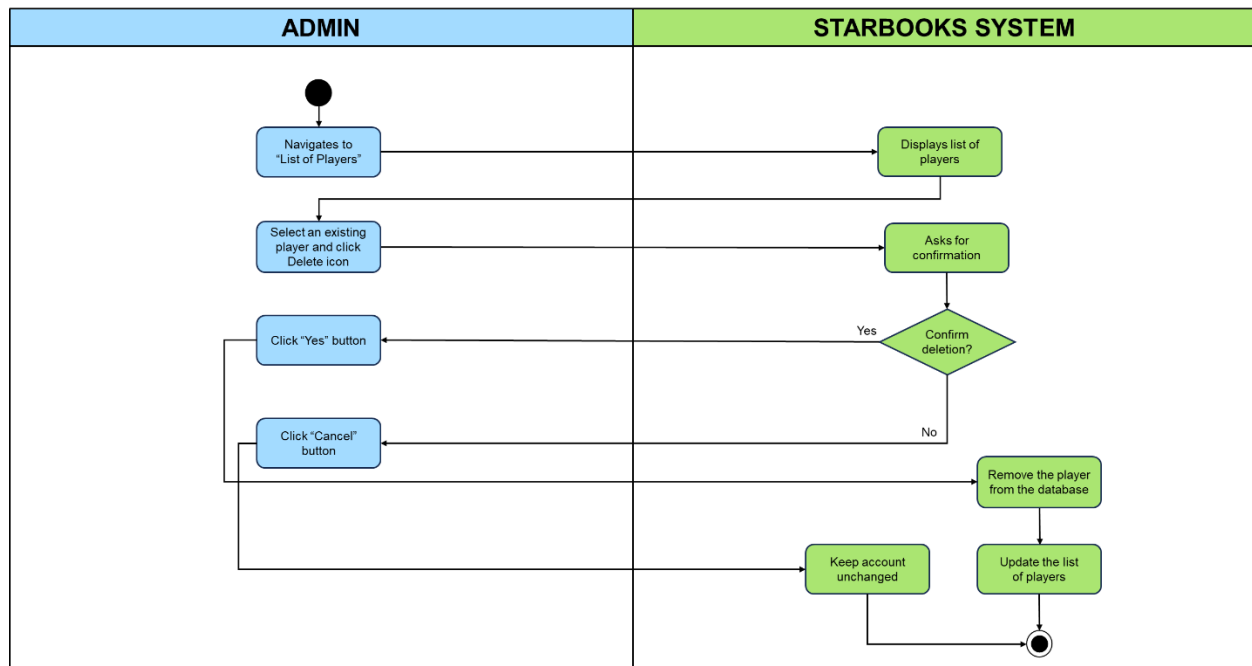 ADMIN
STARBOOKS SYSTEM
Navigates to
“List of Players”
Displays list of
players
Select an existing
player and click
Delete icon
Asks for
confirmation
Click “Yes” button
Yes
Confirm
deletion?
Click “Cancel”
button
No
Remove the player
from the database
Keep account
unchanged
Update the list
of players